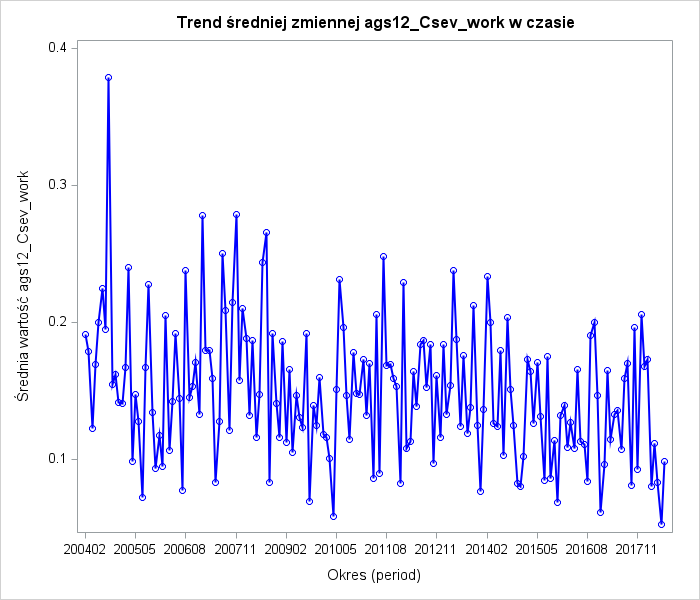 Trend średniej zmiennej ags12_Csev_work w czasie
Średnia wartość ags12_Csev_work
0.4
0.3
0.2
0.1
200402 200505 200608 200711 200902 201005 201108 201211 201402 201505 201608 201711
Okres (period)